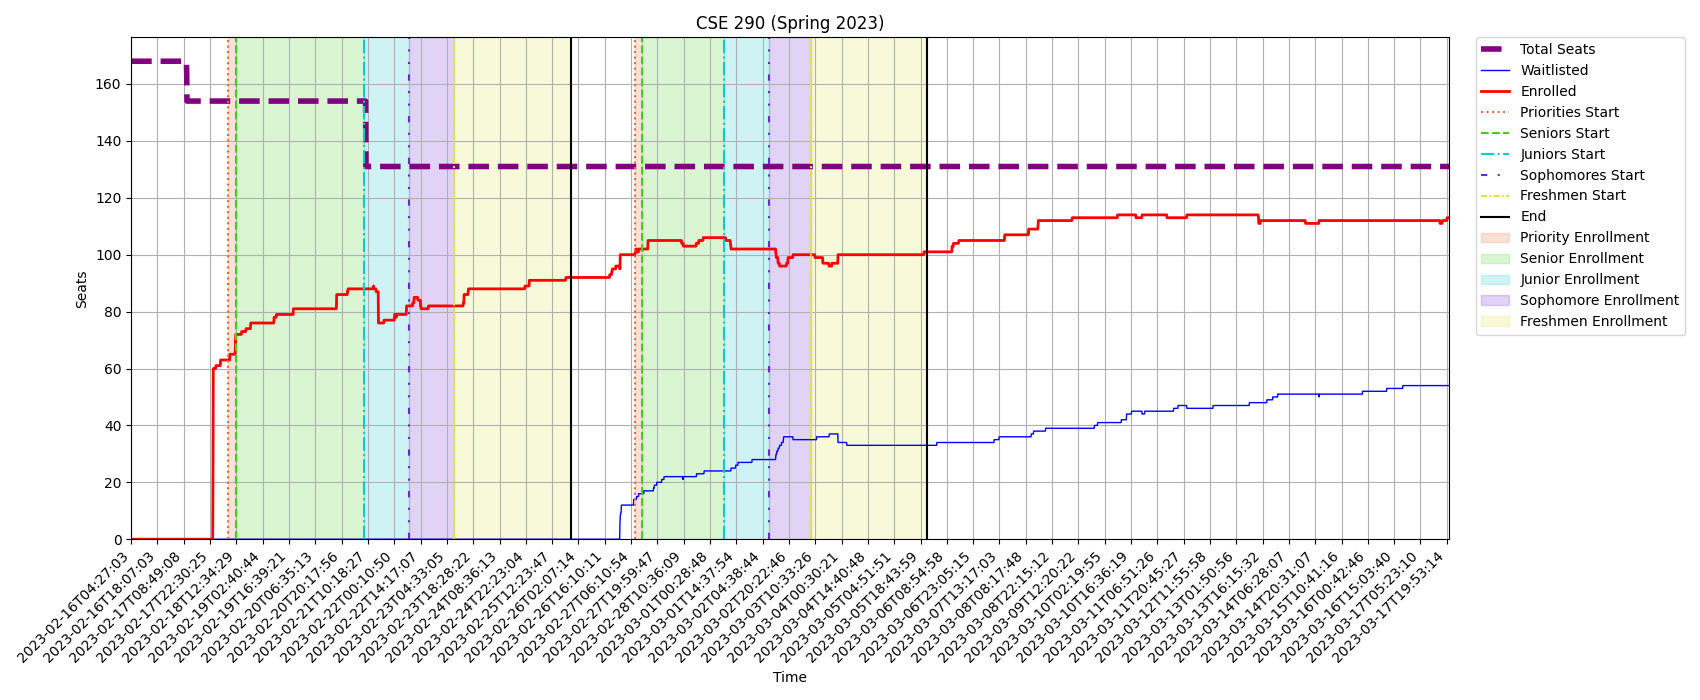 CSE 290 (Spring 2023)
Seats
160
140
120
100
80
60
40
20
0
2023-02-16T04:27:03
2023-02-16T18:07:03
2023-02-17T08:49:08
2023-02-17T22:30:25
2023-02-18T12:34:29
2023-02-19T02:40:44
2023-02-19T16:39:21
2023-02-20T06:35:13
2023-02-20T20:17:56
2023-02-21T10:18:27
2023-02-22T00:10:50
2023-02-22T14:17:07
2023-02-23T04:33:05
2023-02-23T18:28:22
2023-02-24T08:36:13
2023-02-24T22:23:04
2023-02-25T12:23:47
2023-02-26T02:07:14
2023-02-26T16:10:11
2023-02-27T06:10:54
2023-02-27T19:59:47
2023-02-28T10:36:09
2023-03-01T00:28:48
2023-03-01T14:37:54
2023-03-02T04:38:44
2023-03-02T20:22:46
2023-03-03T10:33:26
2023-03-04T00:30:21
2023-03-04T14:40:48
2023-03-05T04:51:51
2023-03-05T18:43:59
2023-03-06T08:54:58
2023-03-06T23:05:15
2023-03-07T13:17:03
2023-03-08T08:17:48
2023-03-08T22:15:12
2023-03-09T12:20:22
2023-03-10T02:19:55
2023-03-10T16:36:19
2023-03-11T06:51:26
2023-03-11T20:45:27
2023-03-12T11:55:58
2023-03-13T01:50:56
2023-03-13T16:15:32
2023-03-14T06:28:07
2023-03-14T20:31:07
2023-03-15T10:41:16
2023-03-16T00:42:46
2023-03-16T15:03:40
2023-03-17T05:23:10
2023-03-17T19:53:14
Time
Total Seats
Waitlisted
Enrolled
Priorities Start
Seniors Start
Juniors Start
Sophomores Start
Freshmen Start
End
Priority Enrollment
Senior Enrollment
Junior Enrollment
Sophomore Enrollment
Freshmen Enrollment